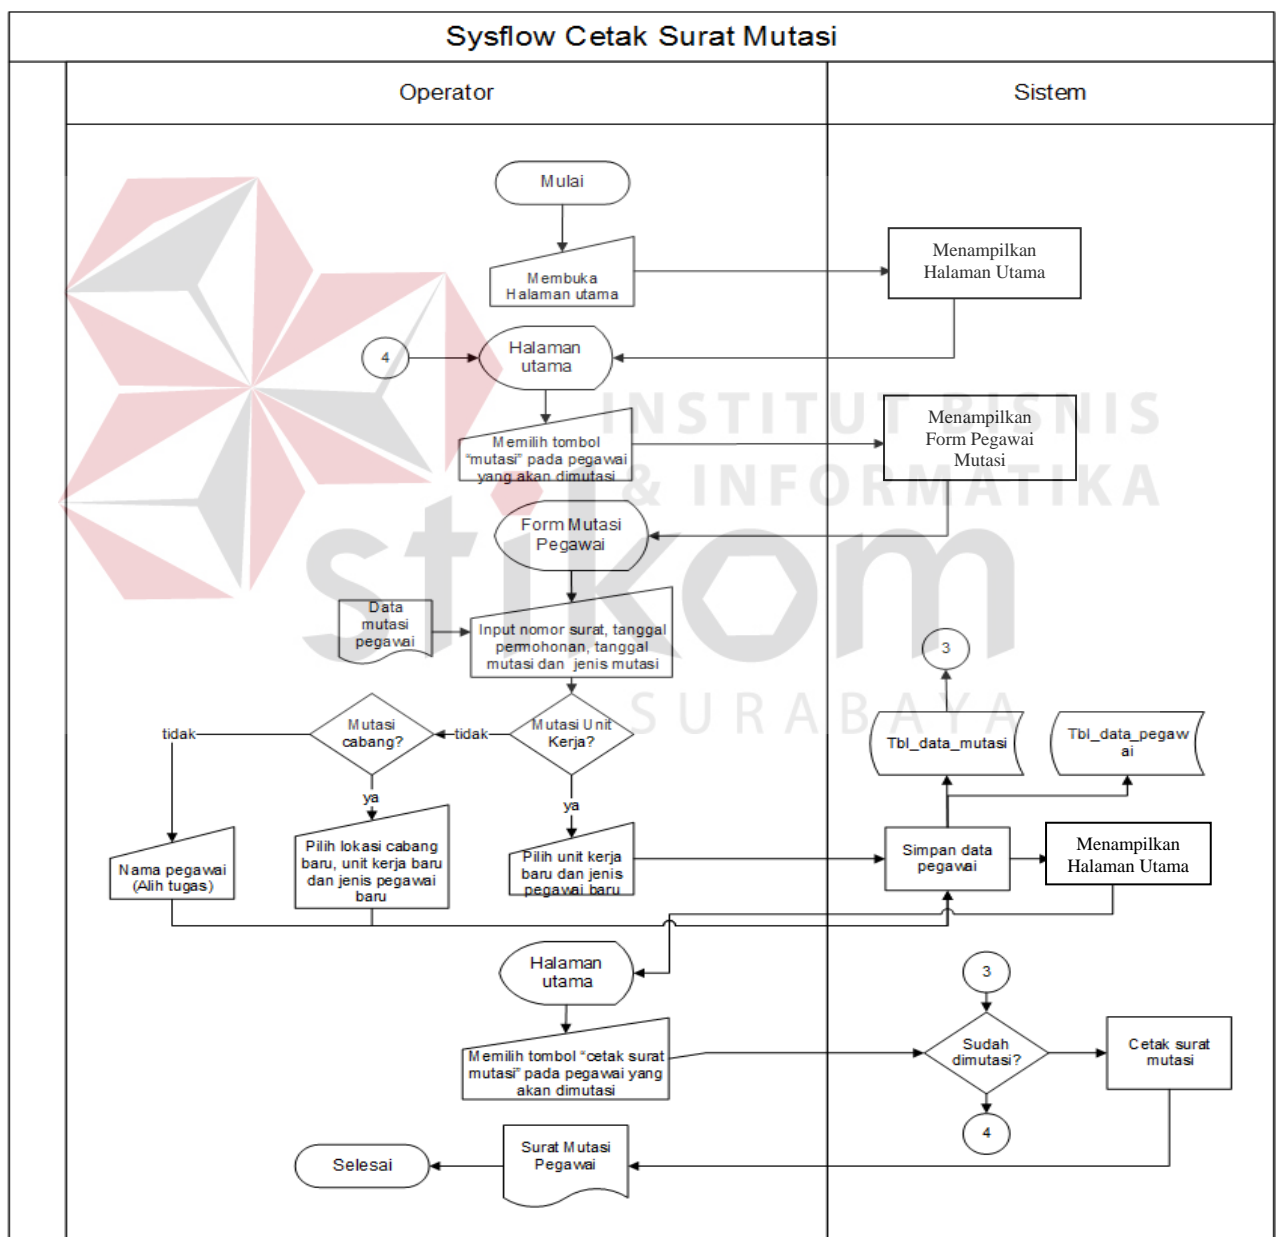 Sysflow Cetak Surat Mutasi
Operator
Sistem
Mulai
Membuka
Halaman utama
Menampilkan
Halaman Utama
4
Halaman
utama
Memilih tombol
"mutasi" pada pegawai
yang akan dimutasi
Menampilkan
Form Pegawai
Mutasi
INSTITUT BISNIS
& INFORMATIKA
stikom
SURABAYA
Form Mutasi
Pegawai
Data
mutasi
pegawai
Input nomor surat, tanggal
permohonan, tanggal
mutasi dan jenis mutasi
3
Mutasi
cabang?
Mutasi Unit
Kerja?
tidak
tidak
Tbl_data_mutasi
Tbl_data_pegaw
ai
ya
ya
Nama pegawai
(Alih tugas)
Pilih lokasi cabang
baru, unit kerja baru
dan jenis pegawai
baru
Pilih unit kerja
baru dan jenis
pegawai baru
Simpan data
pegawai
Menampilkan
Halaman Utama
Halaman
utama
3
Memilih tombol "cetak surat
mutasi" pada pegawai yang
akan dimutasi
Sudah
dimutasi?
Cetak surat
mutasi
4
Selesai
Surat Mutasi
Pegawai